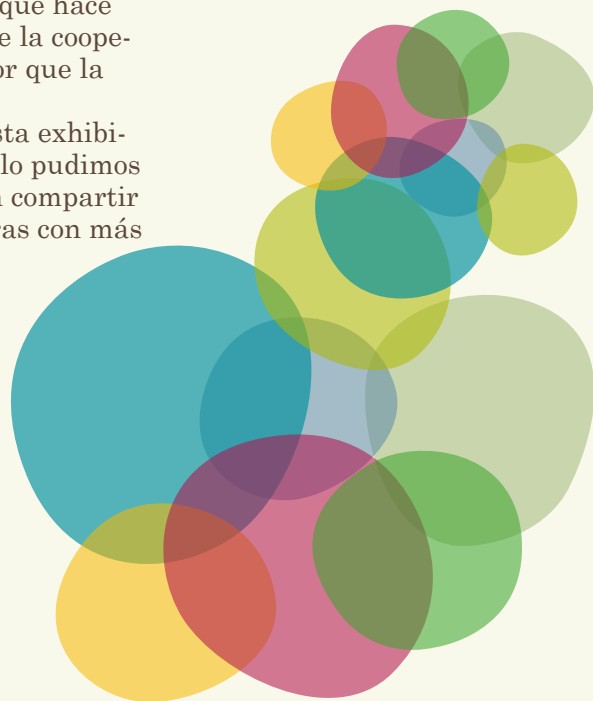 que hace
e la coope-
or que la
sta exhibi-
lo pudimos
compartir
ras con más